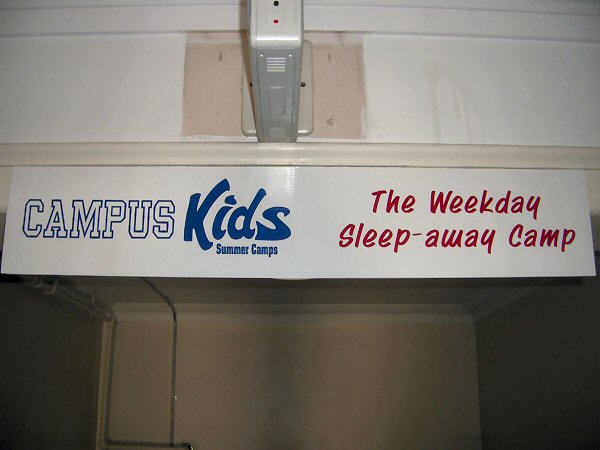 CAMPUS Kids
Summer Camps
The Weekday
Sleep-away Camp